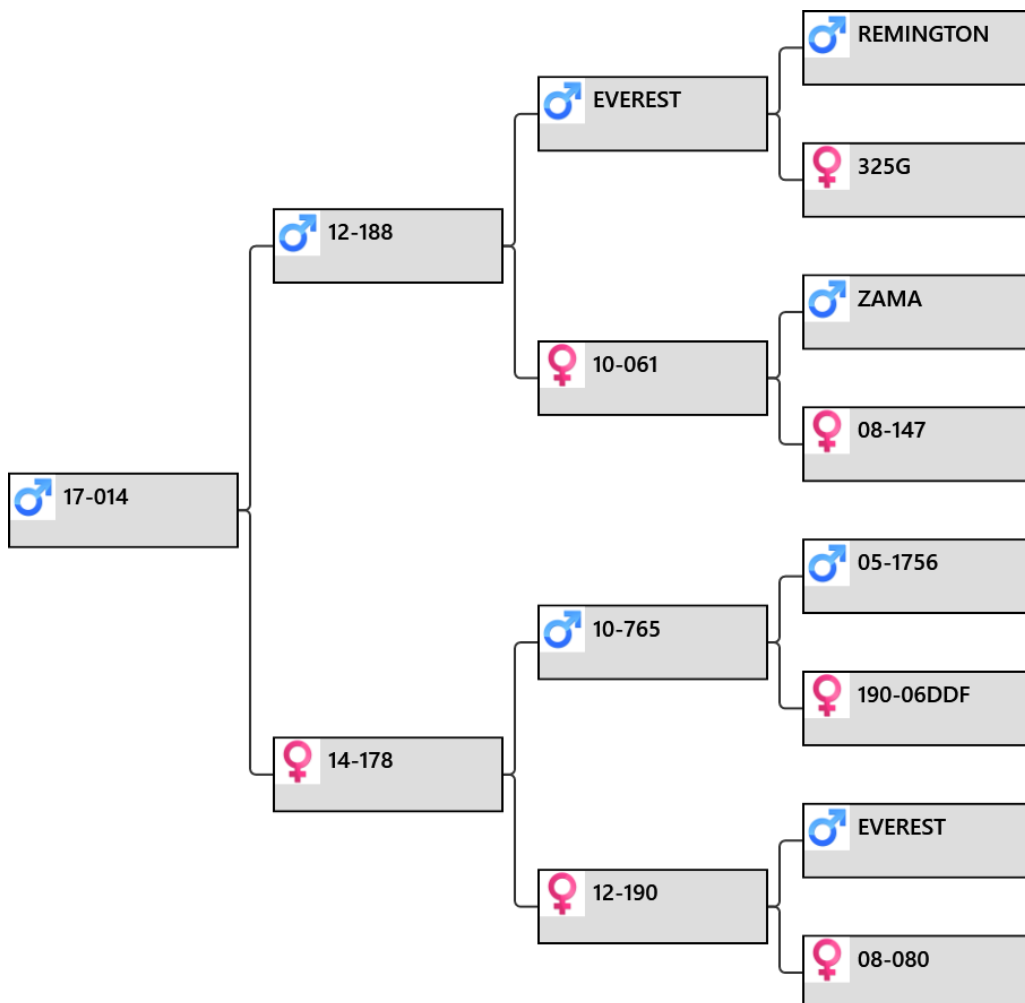 REMINGTON
EVEREST
325G
12-188
ZAMA
10-061
08-147
17-014
05-1756
10-765
190-06DDF
14-178
EVEREST
12-190
08-080